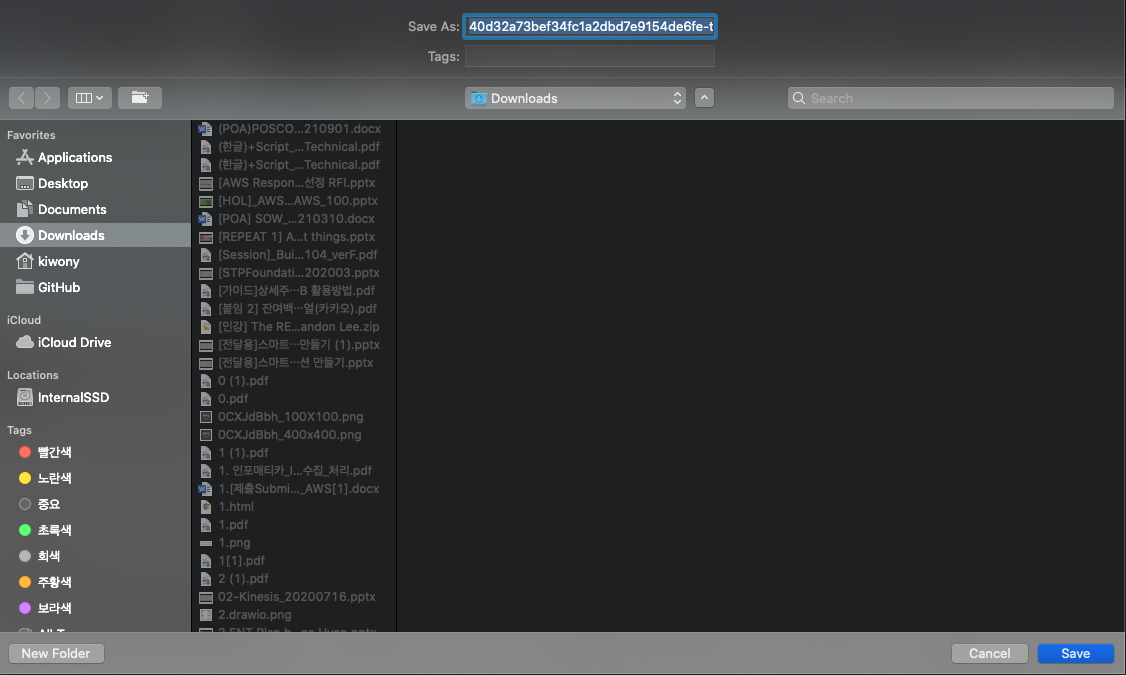 Save As: 40d32a73bef34fc1a2dbd7e9154de6fe-t
Tags:
Downloads
Search
Favorites
Applications
Desktop
Documents
Downloads
kiwony
GitHub
iCloud
iCloud Drive
Locations
InternalSSD
Tags
빨간색
노란색
중요
초록색
회색
주황색
보라색
(POA)POSCO...210901.docx
(한글)+Script_...Technical.pdf
(한글)+Script_...Technical.pdf
[AWS Respon...선정 RFI.pptx
[HOL]_AWS...AWS_100.pptx
[POA] SOW_...210310.docx
[REPEAT 1] A...t things.pptx
[Session]_Bui...104_verF.pdf
[STPFoundati...202003.pptx
[가이드]상세주...B 활용방법.pdf
[붙임 2] 잔여백...얼(카카오).pdf
[인강] The RE...andon Lee.zip
[전달용]스마트...만들기 (1).pptx
[전달용]스마트...션 만들기.pptx
0 (1).pdf
0.pdf
0CXJdBbh_100X100.png
0CXJdBbh_400x400.png
1 (1).pdf
1. 인포매티카_I...수집_처리.pdf
1.[제출Submi..._AWS[1].docx
1.html
1.pdf
1.png
1[1].pdf
2 (1).pdf
02-Kinesis_20200716.pptx
2.drawio.png
New Folder
Cancel
Save